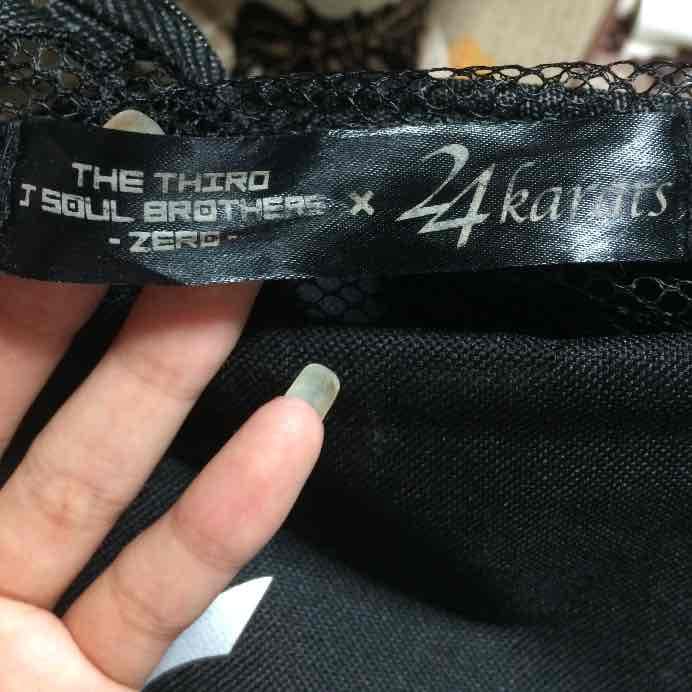 THE THIRD
J SOUL BROTHERS
- ZERO -
x
24karats